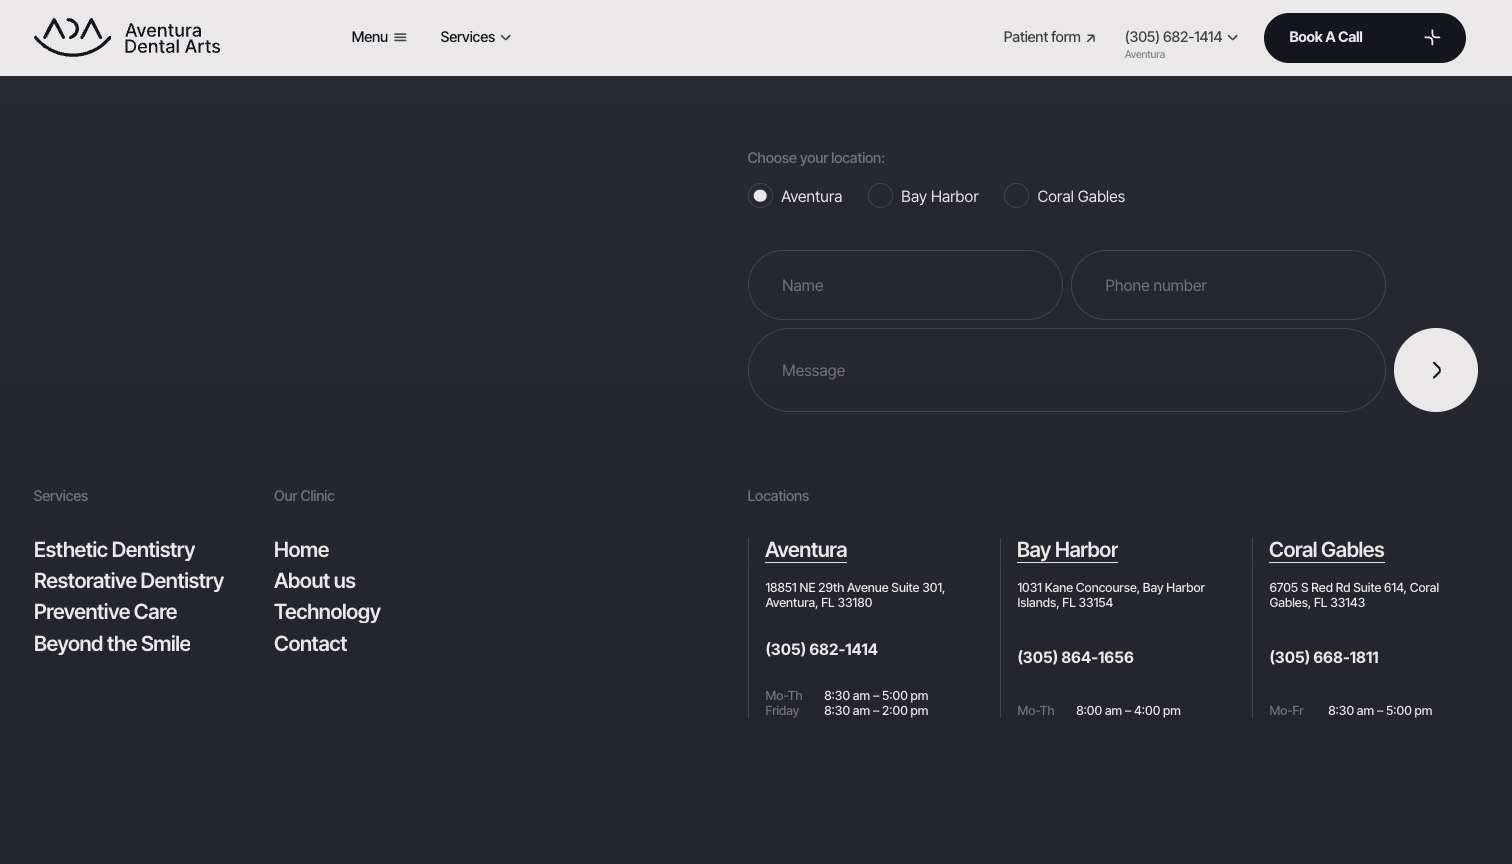 Aventura
Dental Arts
Menu
Services
Patient form
(305) 682-1414
Aventura
Book A Call
Choose your location:
Aventura
Bay Harbor
Coral Gables
Name
Phone number
Message
Services
Esthetic Dentistry
Restorative Dentistry
Preventive Care
Beyond the Smile
Our Clinic
Home
About us
Technology
Contact
Locations
Aventura
18851 NE 29th Avenue Suite 301,
Aventura, FL 33180
(305) 682-1414
Mo-Th 8:30 am – 5:00 pm
Friday 8:30 am – 2:00 pm
Bay Harbor
1031 Kane Concourse, Bay Harbor
Islands, FL 33154
(305) 864-1656
Mo-Th 8:00 am – 4:00 pm
Coral Gables
6705 S Red Rd Suite 614, Coral
Gables, FL 33143
(305) 668-1811
Mo-Fr 8:30 am – 5:00 pm